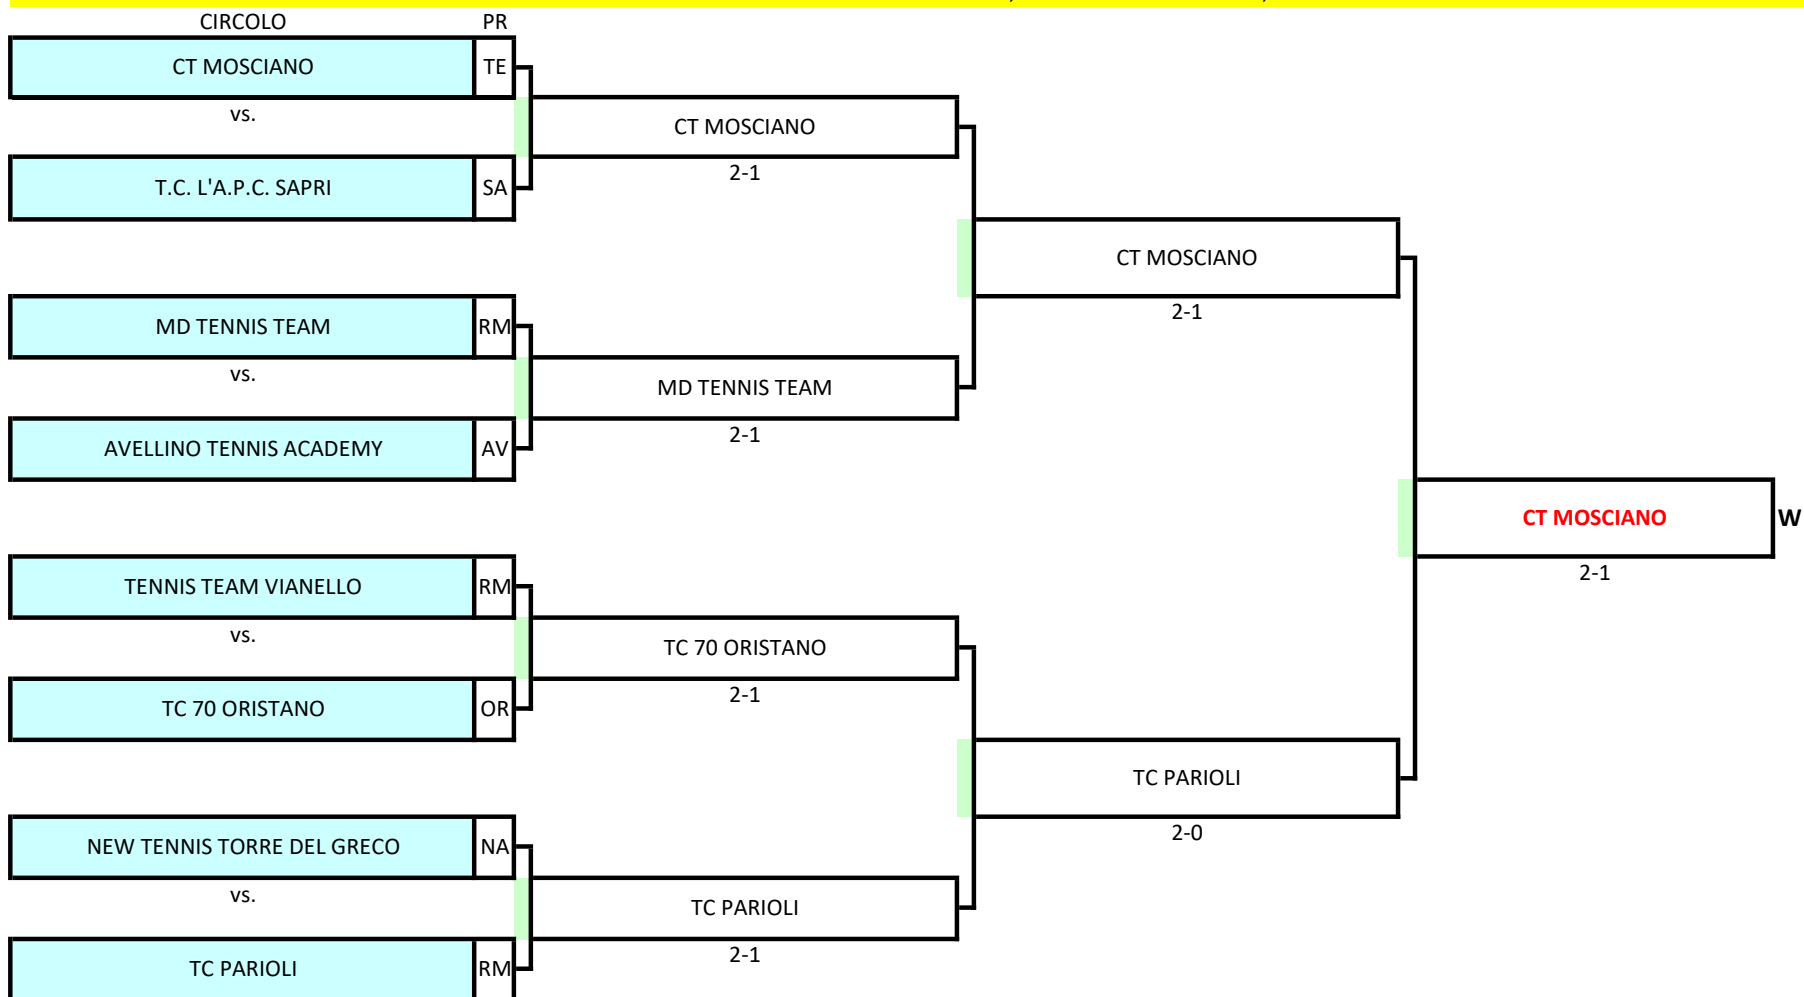 CIRCOLO PR
CT MOSCIANO TE
vs.
T.C. L'A.P.C. SAPRI SA
CT MOSCIANO
2-1
MD TENNIS TEAM RM
vs.
AVELLINO TENNIS ACADEMY AV
MD TENNIS TEAM
2-1
CT MOSCIANO
2-1
TENNIS TEAM VIANELLO RM
vs.
TC 70 ORISTANO OR
TC 70 ORISTANO
2-1
NEW TENNIS TORRE DEL GRECO NA
vs.
TC PARIOLI RM
TC PARIOLI
2-1
TC PARIOLI
2-0
CT MOSCIANO W
2-1